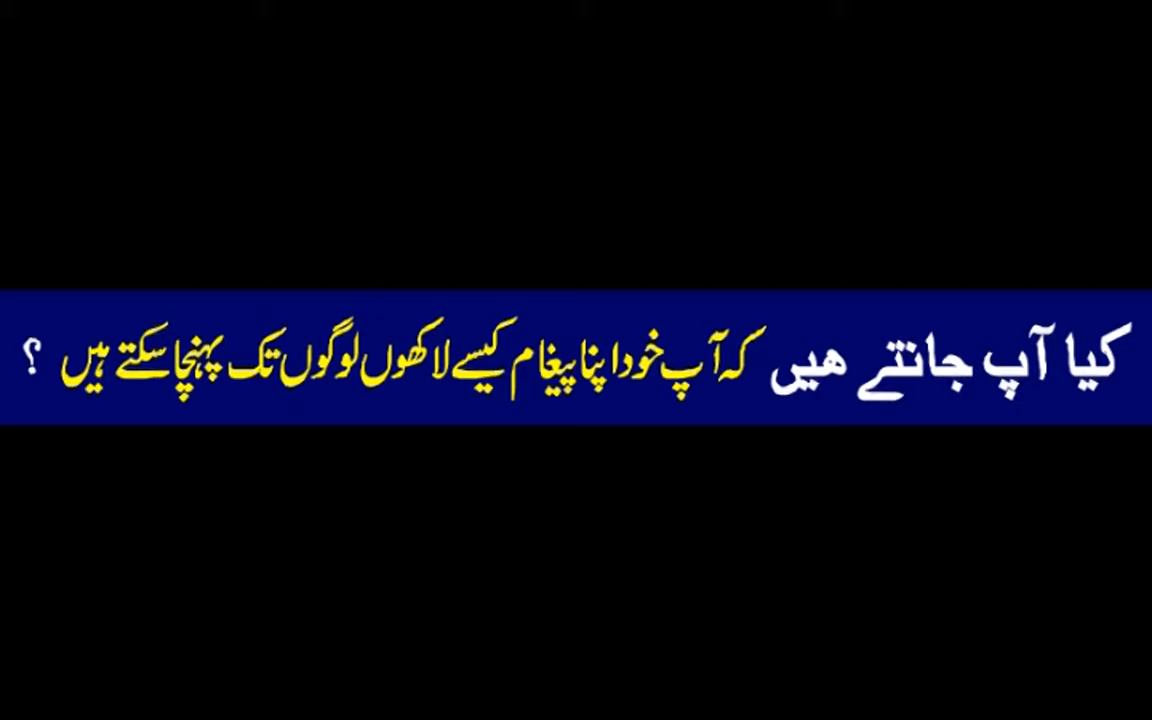 کیا آپ جانتے ھیں کہ آپ خود اپنا پیغام کیسے لاکھوں لوگوں تک پہنچا سکتے ہیں ؟